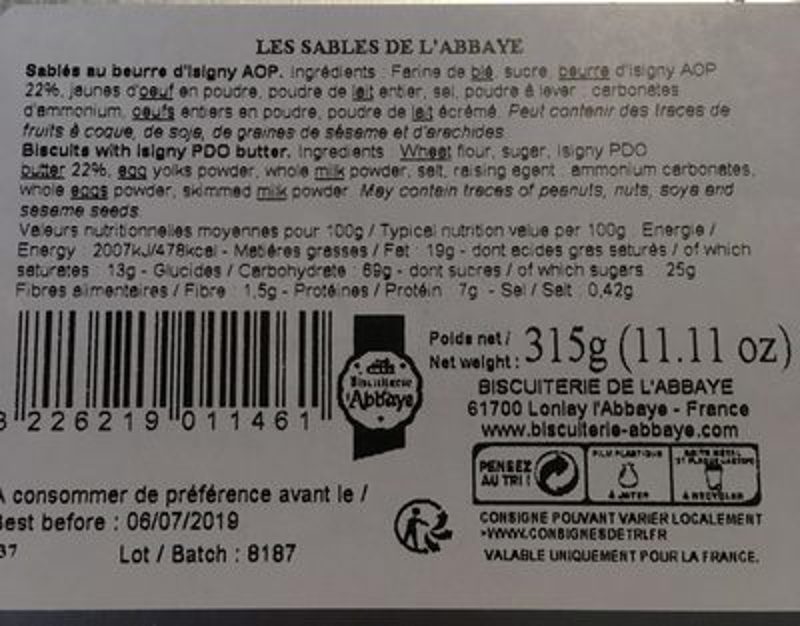 LES SABLES DE L'ABBAYE
Sablés au beurre d'Isigny AOP. Ingrédients : Farine de blé, sucre, beurre d'isigny AOP
22%, jaunes d'oeuf en poudre, poudre de lait entier, sel, poudre à lever : carbonates
d'ammonium, oeufs entiers en poudre, poudre de lait écrémé. Peut contenir des traces de
fruits à coque, de soja, de graines de sésame et d'arachides.
Biscuits with Isigny PDO butter. Ingredients : Wheat flour, sugar, Isigny PDO
butter 22%, egg yolks powder, whole milk powder, salt, raising agent : ammonium carbonates,
whole eggs powder, skimmed milk powder. May contain traces of peanuts, nuts, soya and
sesame seeds.
Valeurs nutritionnelles moyennes pour 100g / Typical nutrition value per 100g : Energie /
Energy : 2007kJ/478kcal - Matières grasses / Fat : 19g - dont acides gras saturés / of which
saturates : 13g - Glucides / Carbohydrate : 69g - dont sucres / of which sugars : 25g
Fibres alimentaires / Fibre : 1,5g - Protéines / Protéin : 7g - Sel / Salt : 0,42g
3 226219 011461
Biscuiterie
de l'Abbaye
Poids net /
Net weight : 315g (11.11 oz)
BISCUITERIE DE L'ABBAYE
61700 Lonlay l'Abbaye - France
www.biscuiterie-abbaye.com
PENSEZ
AU TRI !
FILM PLASTIQUE
À JETER
BOITE MÉTAL
ET PLAQUE CARTON
À RECYCLER
CONSIGNE POUVANT VARIER LOCALEMENT
>WWW.CONSIGNESDETRI.FR
VALABLE UNIQUEMENT POUR LA FRANCE.
A consommer de préférence avant le /
Best before : 06/07/2019
37
Lot / Batch : 8187